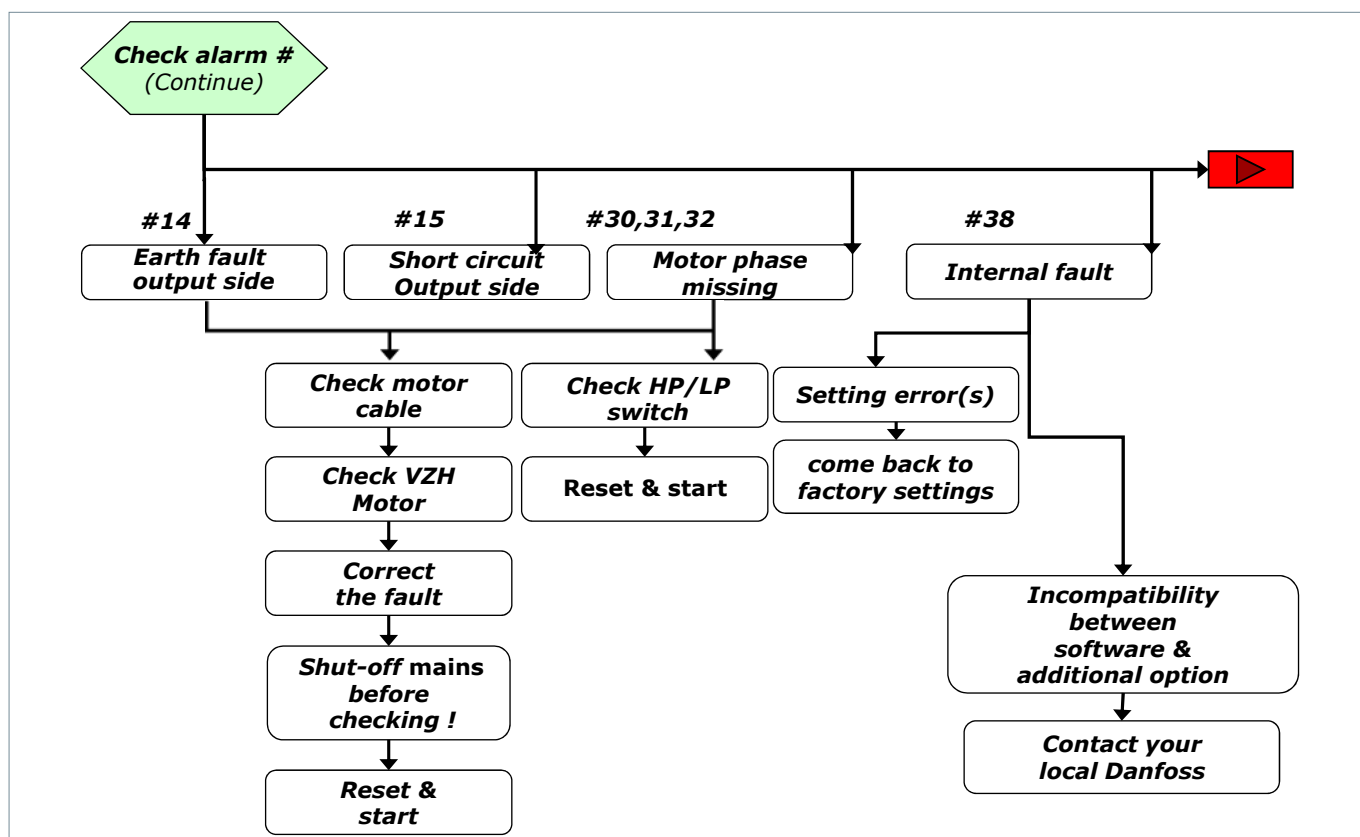 Check alarm #
(Continue)
#14
#15
#30,31,32
#38
Earth fault
output side
Short circuit
Output side
Motor phase
missing
Internal fault
Check motor
cable
Check HP/LP
switch
Setting error(s)
Check VZH
Motor
Reset & start
come back to
factory settings
Correct
the fault
Incompatibility
between
software &
additional option
Shut-off mains
before
checking !
Contact your
local Danfoss
Reset &
start